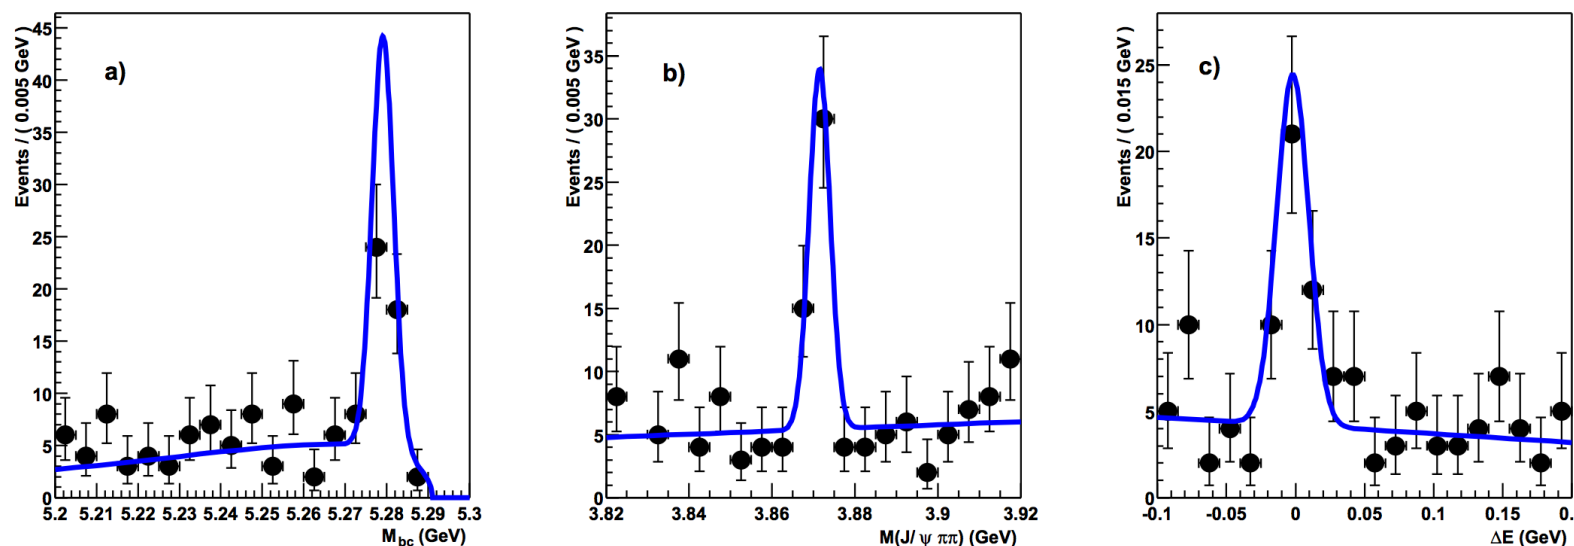 Events / ( 0.005 GeV )
45
40
35
30
25
20
15
10
5
0
a)
5.2 5.21 5.22 5.23 5.24 5.25 5.26 5.27 5.28 5.29 5.3
Mbc (GeV)
Events / ( 0.005 GeV )
35
30
25
20
15
10
5
0
b)
3.82 3.84 3.86 3.88 3.9 3.92
M(J/ ψ ππ) (GeV)
Events / ( 0.015 GeV )
25
20
15
10
5
0
c)
-0.1 -0.05 0 0.05 0.1 0.15 0.
ΔE (GeV)